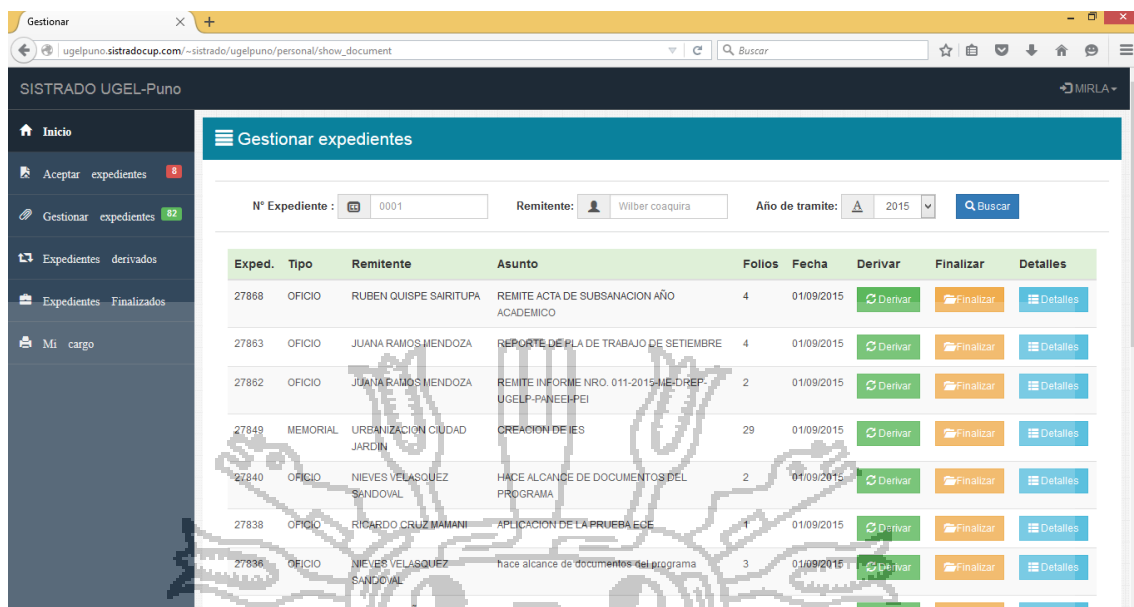 Gestionar
ugelpuno.sistradocup.com/~sistrado/ugelpuno/personal/show_document
Buscar
SISTRADO UGEL-Puno
MIRLA
Inicio
Gestionar expedientes
Aceptar expedientes 8
Gestionar expedientes 82
Expedientes derivados
Expedientes Finalizados
Mi cargo
N° Expediente : 0001 Remitente: Wilber coaquira Año de tramite: A 2015 Buscar
Exped. Tipo Remitente Asunto Folios Fecha Derivar Finalizar Detalles
27868 OFICIO RUBEN QUISPE SAIRITUPA REMITE ACTA DE SUBSANACION AÑO 4 01/09/2015 Derivar Finalizar Detalles
ACADEMICO
27863 OFICIO JUANA RAMOS MENDOZA REPORTE DE PLA DE TRABAJO DE SETIEMBRE 4 01/09/2015 Derivar Finalizar Detalles
27862 OFICIO JUANA RAMOS MENDOZA REMITE INFORME NRO. 011-2015-ME-DREP- 2 01/09/2015 Derivar Finalizar Detalles
UGELP-PANEEI-PEI
27849 MEMORIAL URBANIZACION CIUDAD CREACION DE IES 29 01/09/2015 Derivar Finalizar Detalles
JARDIN
27840 OFICIO NIEVES VELASQUEZ HACE ALCANCE DE DOCUMENTOS DEL 2 01/09/2015 Derivar Finalizar Detalles
SANDOVAL PROGRAMA
27838 OFICIO RICARDO CRUZ MAMANI APLICACION DE LA PRUEBA ECE 1 01/09/2015 Derivar Finalizar Detalles
27836 OFICIO NIEVES VELASQUEZ hace alcance de documentos del programa 3 01/09/2015 Derivar Finalizar Detalles
SANDOVAL